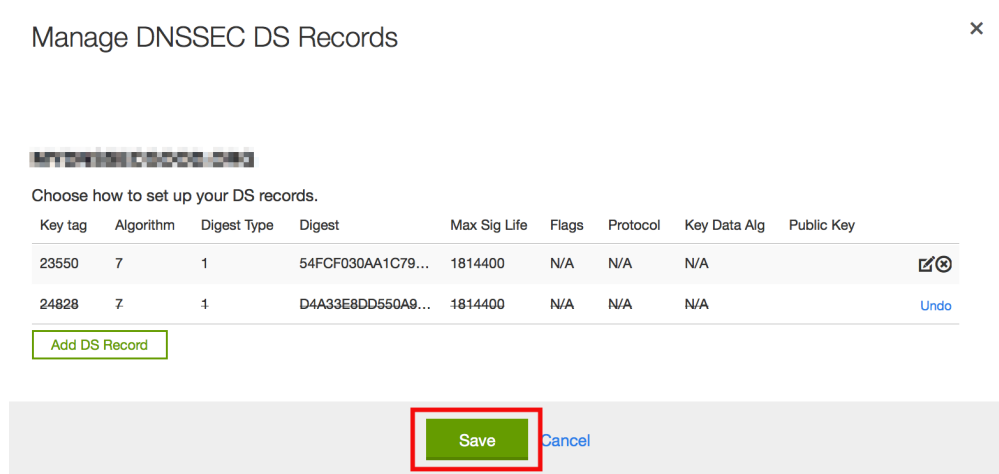 Manage DNSSEC DS Records
Choose how to set up your DS records.
Key tag Algorithm Digest Type Digest Max Sig Life Flags Protocol Key Data Alg Public Key
23550 7 1 54FCF030AA1C79... 1814400 N/A N/A N/A
24828 7 1 D4A33E8DD550A9... 1814400 N/A N/A N/A Undo
Add DS Record
Save Cancel